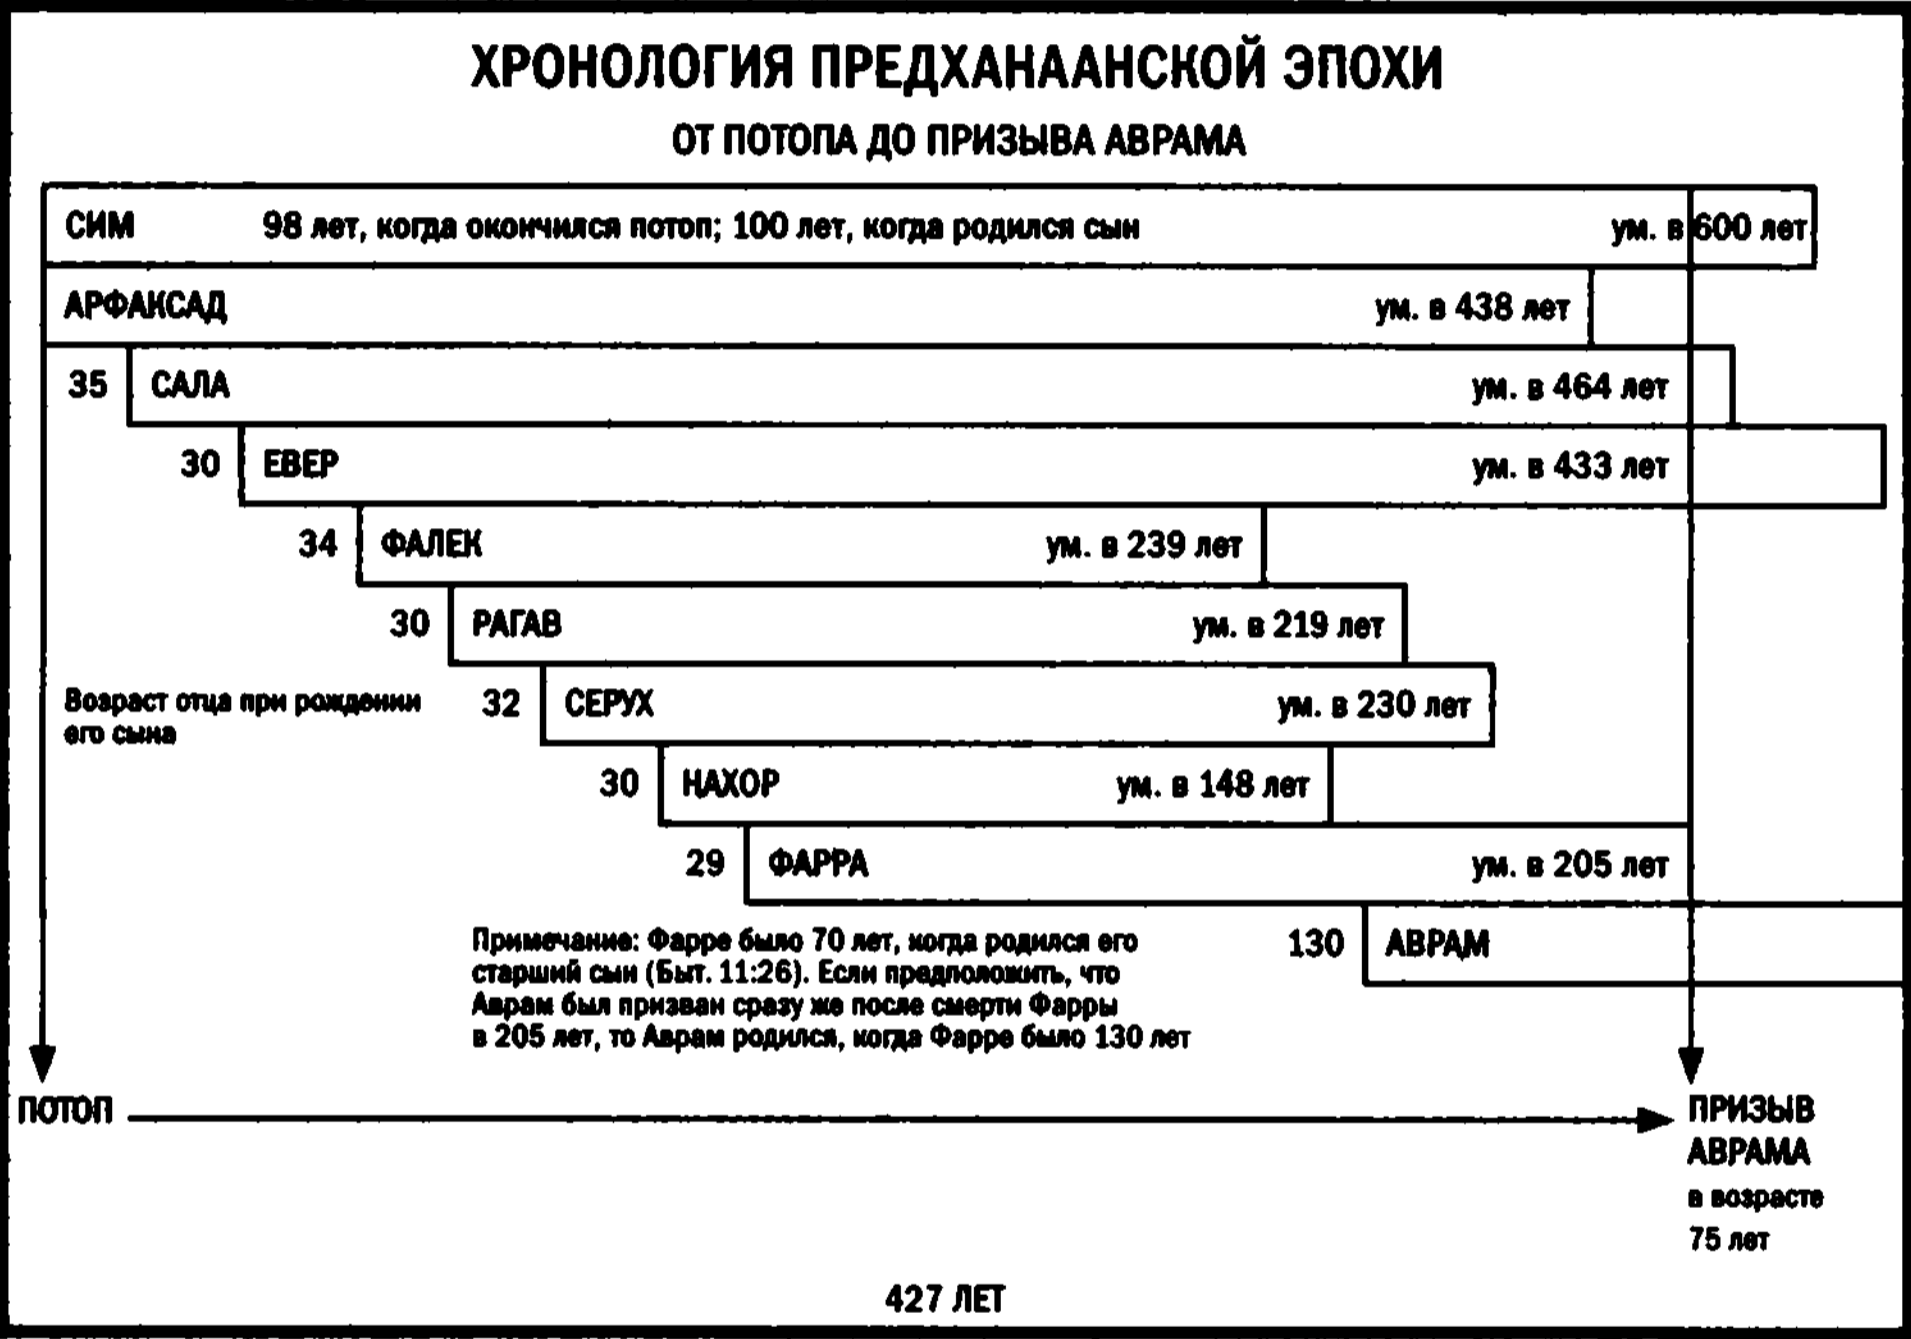 ХРОНОЛОГИЯ ПРЕДХАНААНСКОЙ ЭПОХИ
ОТ ПОТОПА ДО ПРИЗЫВА АВРАМА
СИМ 98 лет, когда окончился потоп; 100 лет, когда родился сын ум. в 600 лет
АРФАКСАД ум. в 438 лет
35 САЛА ум. в 464 лет
30 ЕВЕР ум. в 433 лет
34 ФАЛЕК ум. в 239 лет
30 РАГАВ ум. в 219 лет
Возраст отца при рождении
его сына
32 СЕРУХ ум. в 230 лет
30 НАХОР ум. в 148 лет
29 ФАРРА ум. в 205 лет
130 АВРАМ
Примечание: Фарре было 70 лет, когда родился его
старший сын (Быт. 11:26). Если предположить, что
Аврам был призван сразу же после смерти Фарры
в 205 лет, то Аврам родился, когда Фарре было 130 лет
ПОТОП
ПРИЗЫВ
АВРАМА
в возрасте
75 лет
427 ЛЕТ